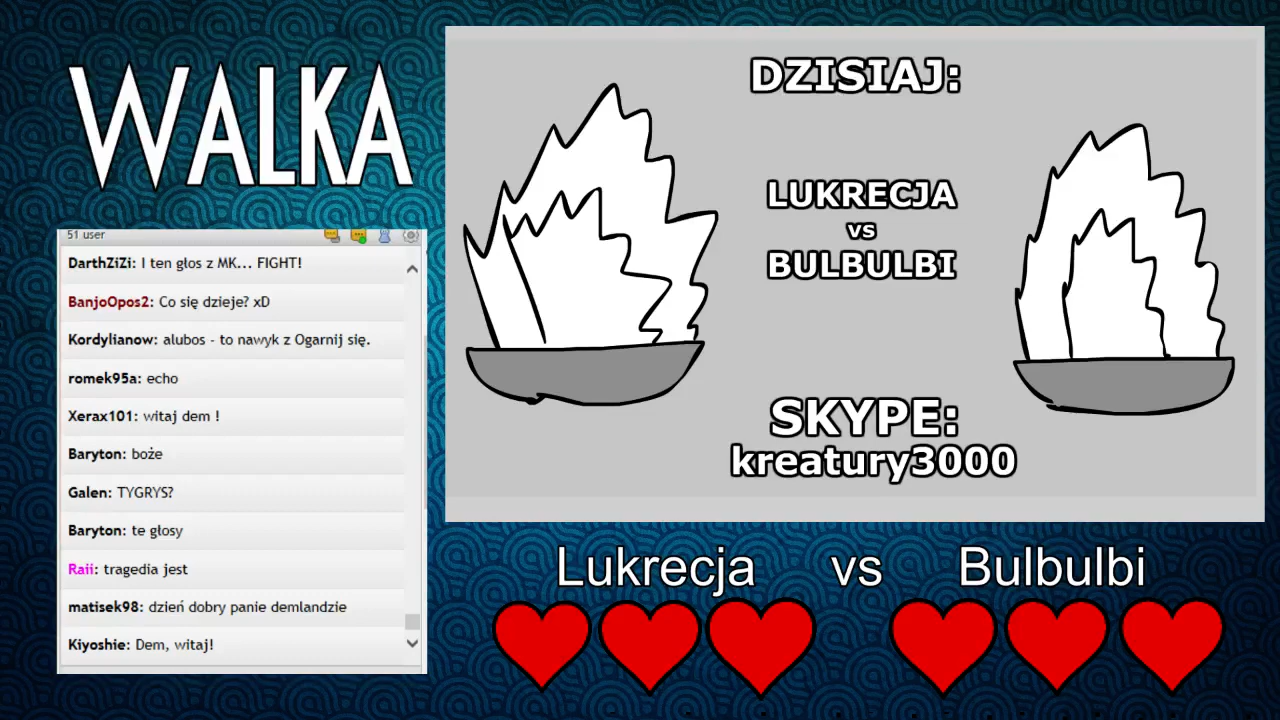 WALKA
51 user
DarthZiZi: I ten głos z MK... FIGHT!
BanjoOpos2: Co się dzieje? xD
Kordylianow: alubos - to nawyk z Ogarnij się.
romek95a: echo
Xerax101: witaj dem !
Baryton: boże
Galen: TYGRYS?
Baryton: te głosy
Raii: tragedia jest
matisek98: dzień dobry panie demlandzie
Kiyoshie: Dem, witaj!
DZISIAJ:
LUKRECJA
vs
BULBULBI
SKYPE:
kreatury3000
Lukrecja vs Bulbulbi